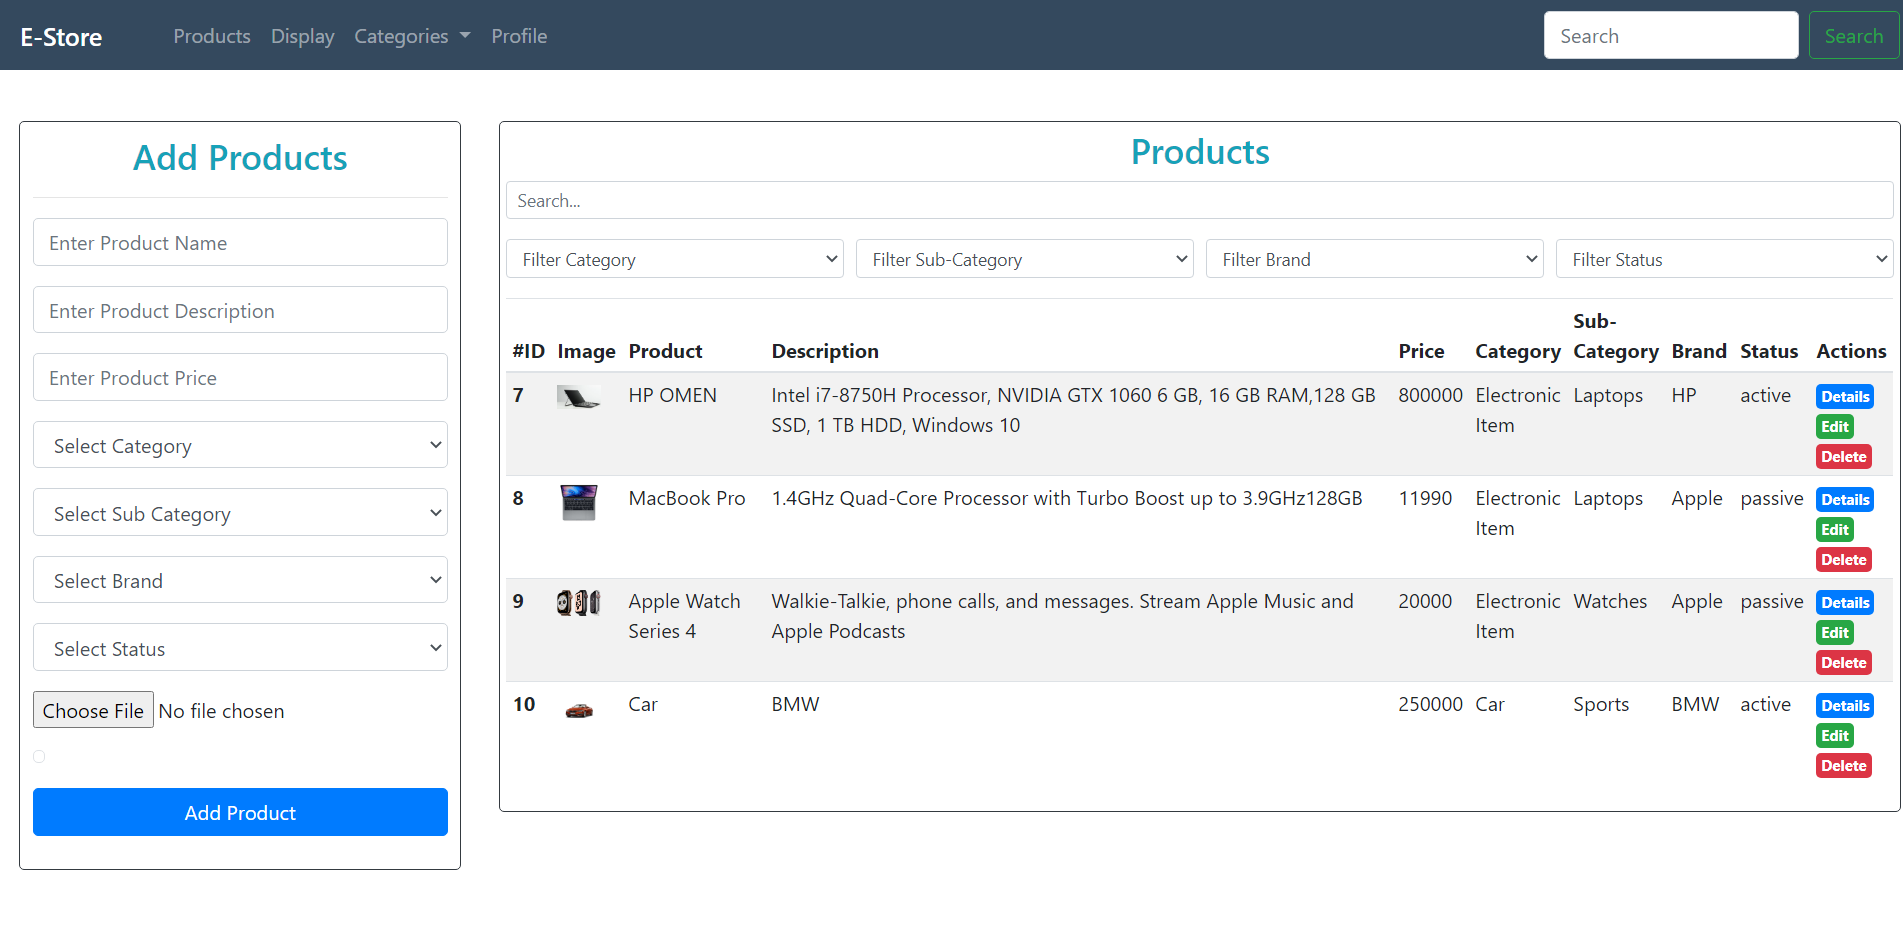 E-Store Products Display Categories Profile Search Search
Add Products
Enter Product Name
Enter Product Description
Enter Product Price
Select Category
Select Sub Category
Select Brand
Select Status
Choose File No file chosen
Add Product
Products
Search...
Filter Category Filter Sub-Category Filter Brand Filter Status
#ID Image Product Description Price Category Sub-Category Brand Status Actions
7 HP OMEN Intel i7-8750H Processor, NVIDIA GTX 1060 6 GB, 16 GB RAM,128 GB 800000 Electronic Laptops HP active Details
SSD, 1 TB HDD, Windows 10 Item Edit
Delete
8 MacBook Pro 1.4GHz Quad-Core Processor with Turbo Boost up to 3.9GHz128GB 11990 Electronic Laptops Apple passive Details
Item Edit
Delete
9 Apple Watch Walkie-Talkie, phone calls, and messages. Stream Apple Music and 20000 Electronic Watches Apple passive Details
Series 4 Apple Podcasts Item Edit
Delete
10 Car BMW 250000 Car Sports BMW active Details
Edit
Delete